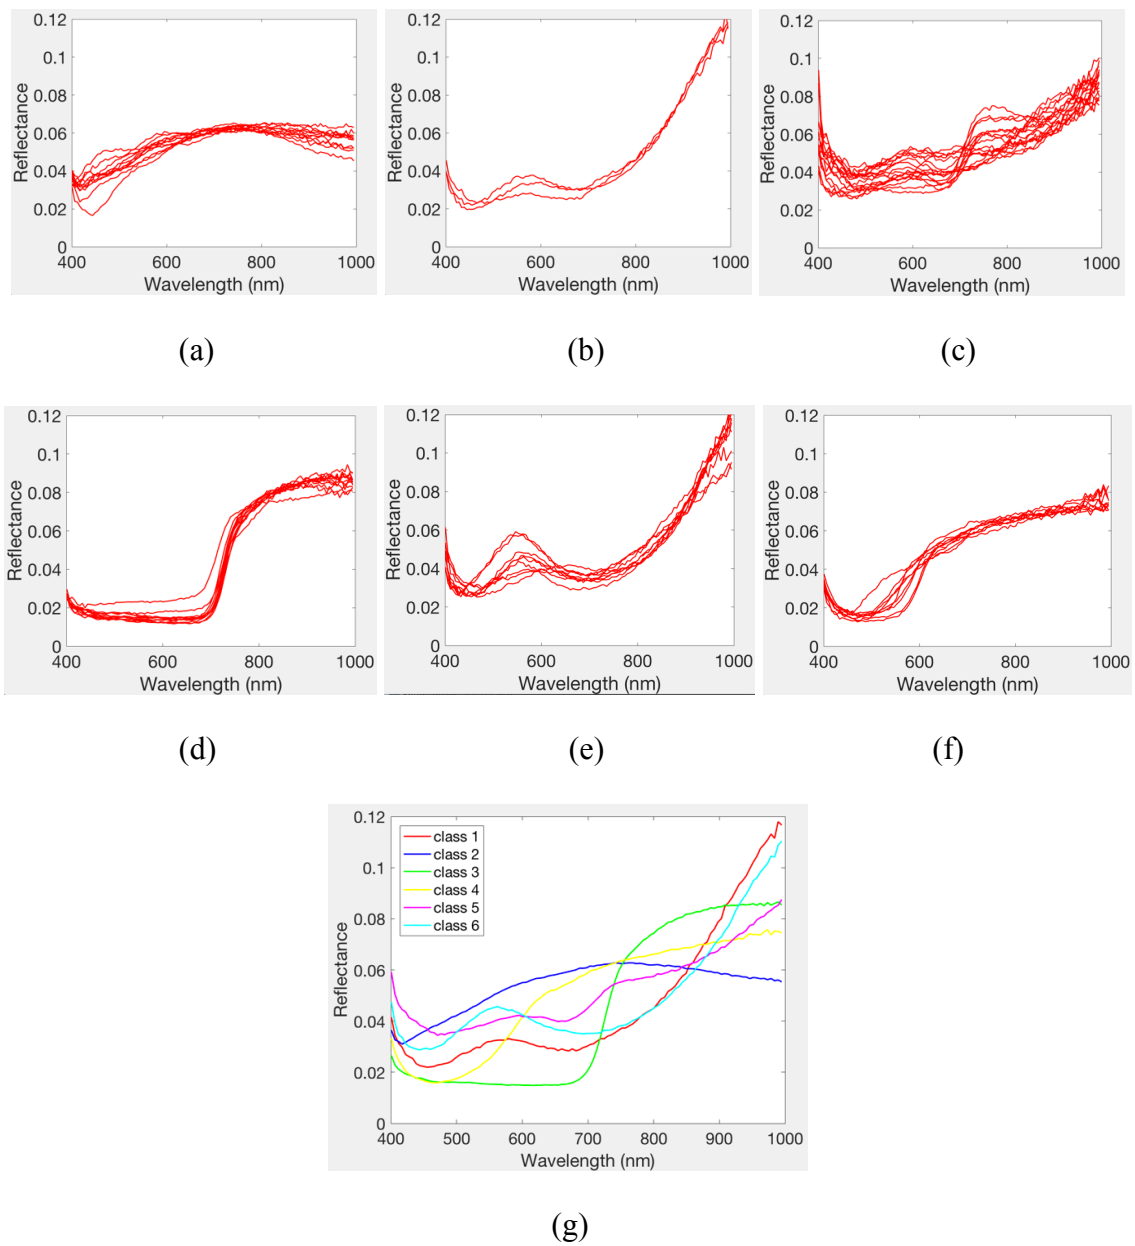 0.12
0.1
0.08
0.06
0.04
0.02
0
Reflectance
400
600
800
1000
Wavelength (nm)
(a)
0.12
0.1
0.08
0.06
0.04
0.02
0
Reflectance
400
600
800
1000
Wavelength (nm)
(b)
0.12
0.1
0.08
0.06
0.04
0.02
0
Reflectance
400
600
800
1000
Wavelength (nm)
(c)
0.12
0.1
0.08
0.06
0.04
0.02
0
Reflectance
400
600
800
1000
Wavelength (nm)
(d)
0.12
0.1
0.08
0.06
0.04
0.02
0
Reflectance
400
600
800
1000
Wavelength (nm)
(e)
0.12
0.1
0.08
0.06
0.04
0.02
0
Reflectance
400
600
800
1000
Wavelength (nm)
(f)
0.12
0.1
0.08
0.06
0.04
0.02
0
Reflectance
class 1
class 2
class 3
class 4
class 5
class 6
400
500
600
700
800
900
1000
Wavelength (nm)
(g)